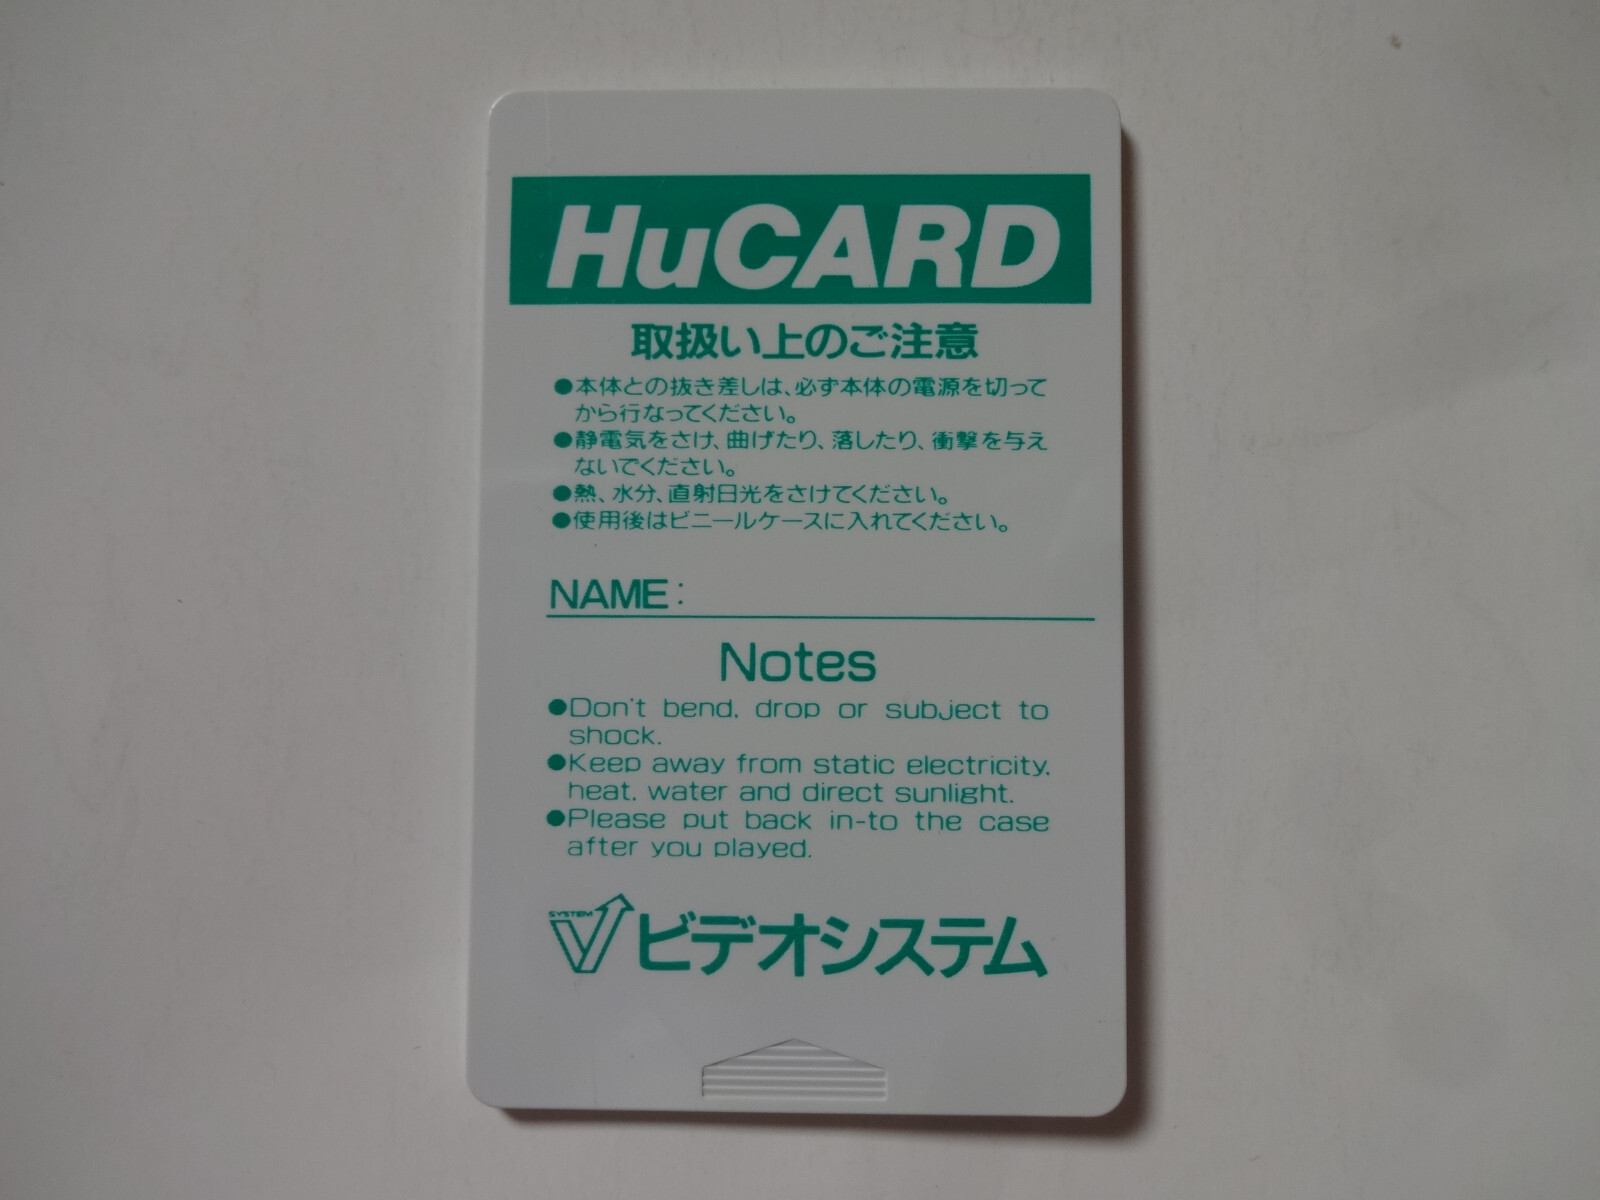 HuCARD
取扱い上のご注意
●本体との抜き差しは、必ず本体の電源を切って
から行なってください。
●静電気をさけ、曲げたり、落したり、衝撃を与え
ないでください。
●熱、水分、直射日光をさけてください。
●使用後はビニールケースに入れてください。
NAME:
Notes
●Don't bend, drop or subject to
shock.
●Keep away from static electricity,
heat, water and direct sunlight.
●Please put back in-to the case
after you played.
SYSTEM V ビデオシステム